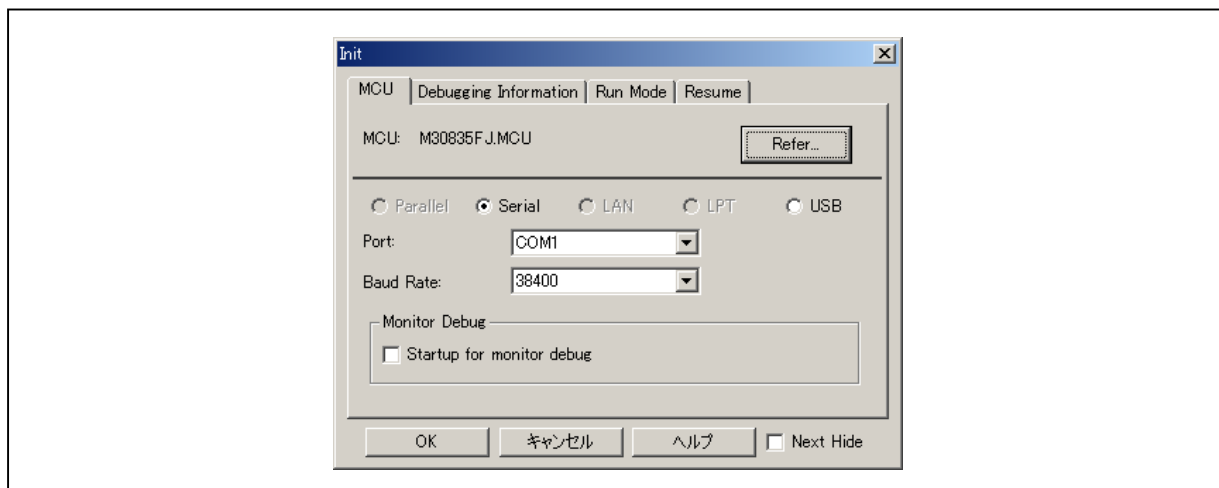 Init
MCU Debugging Information Run Mode Resume
MCU: M30835FJ.MCU Refer...
Parallel Serial LAN LPT USB
Port: COM1
Baud Rate: 38400
Monitor Debug
Startup for monitor debug
OK キャンセル ヘルプ Next Hide